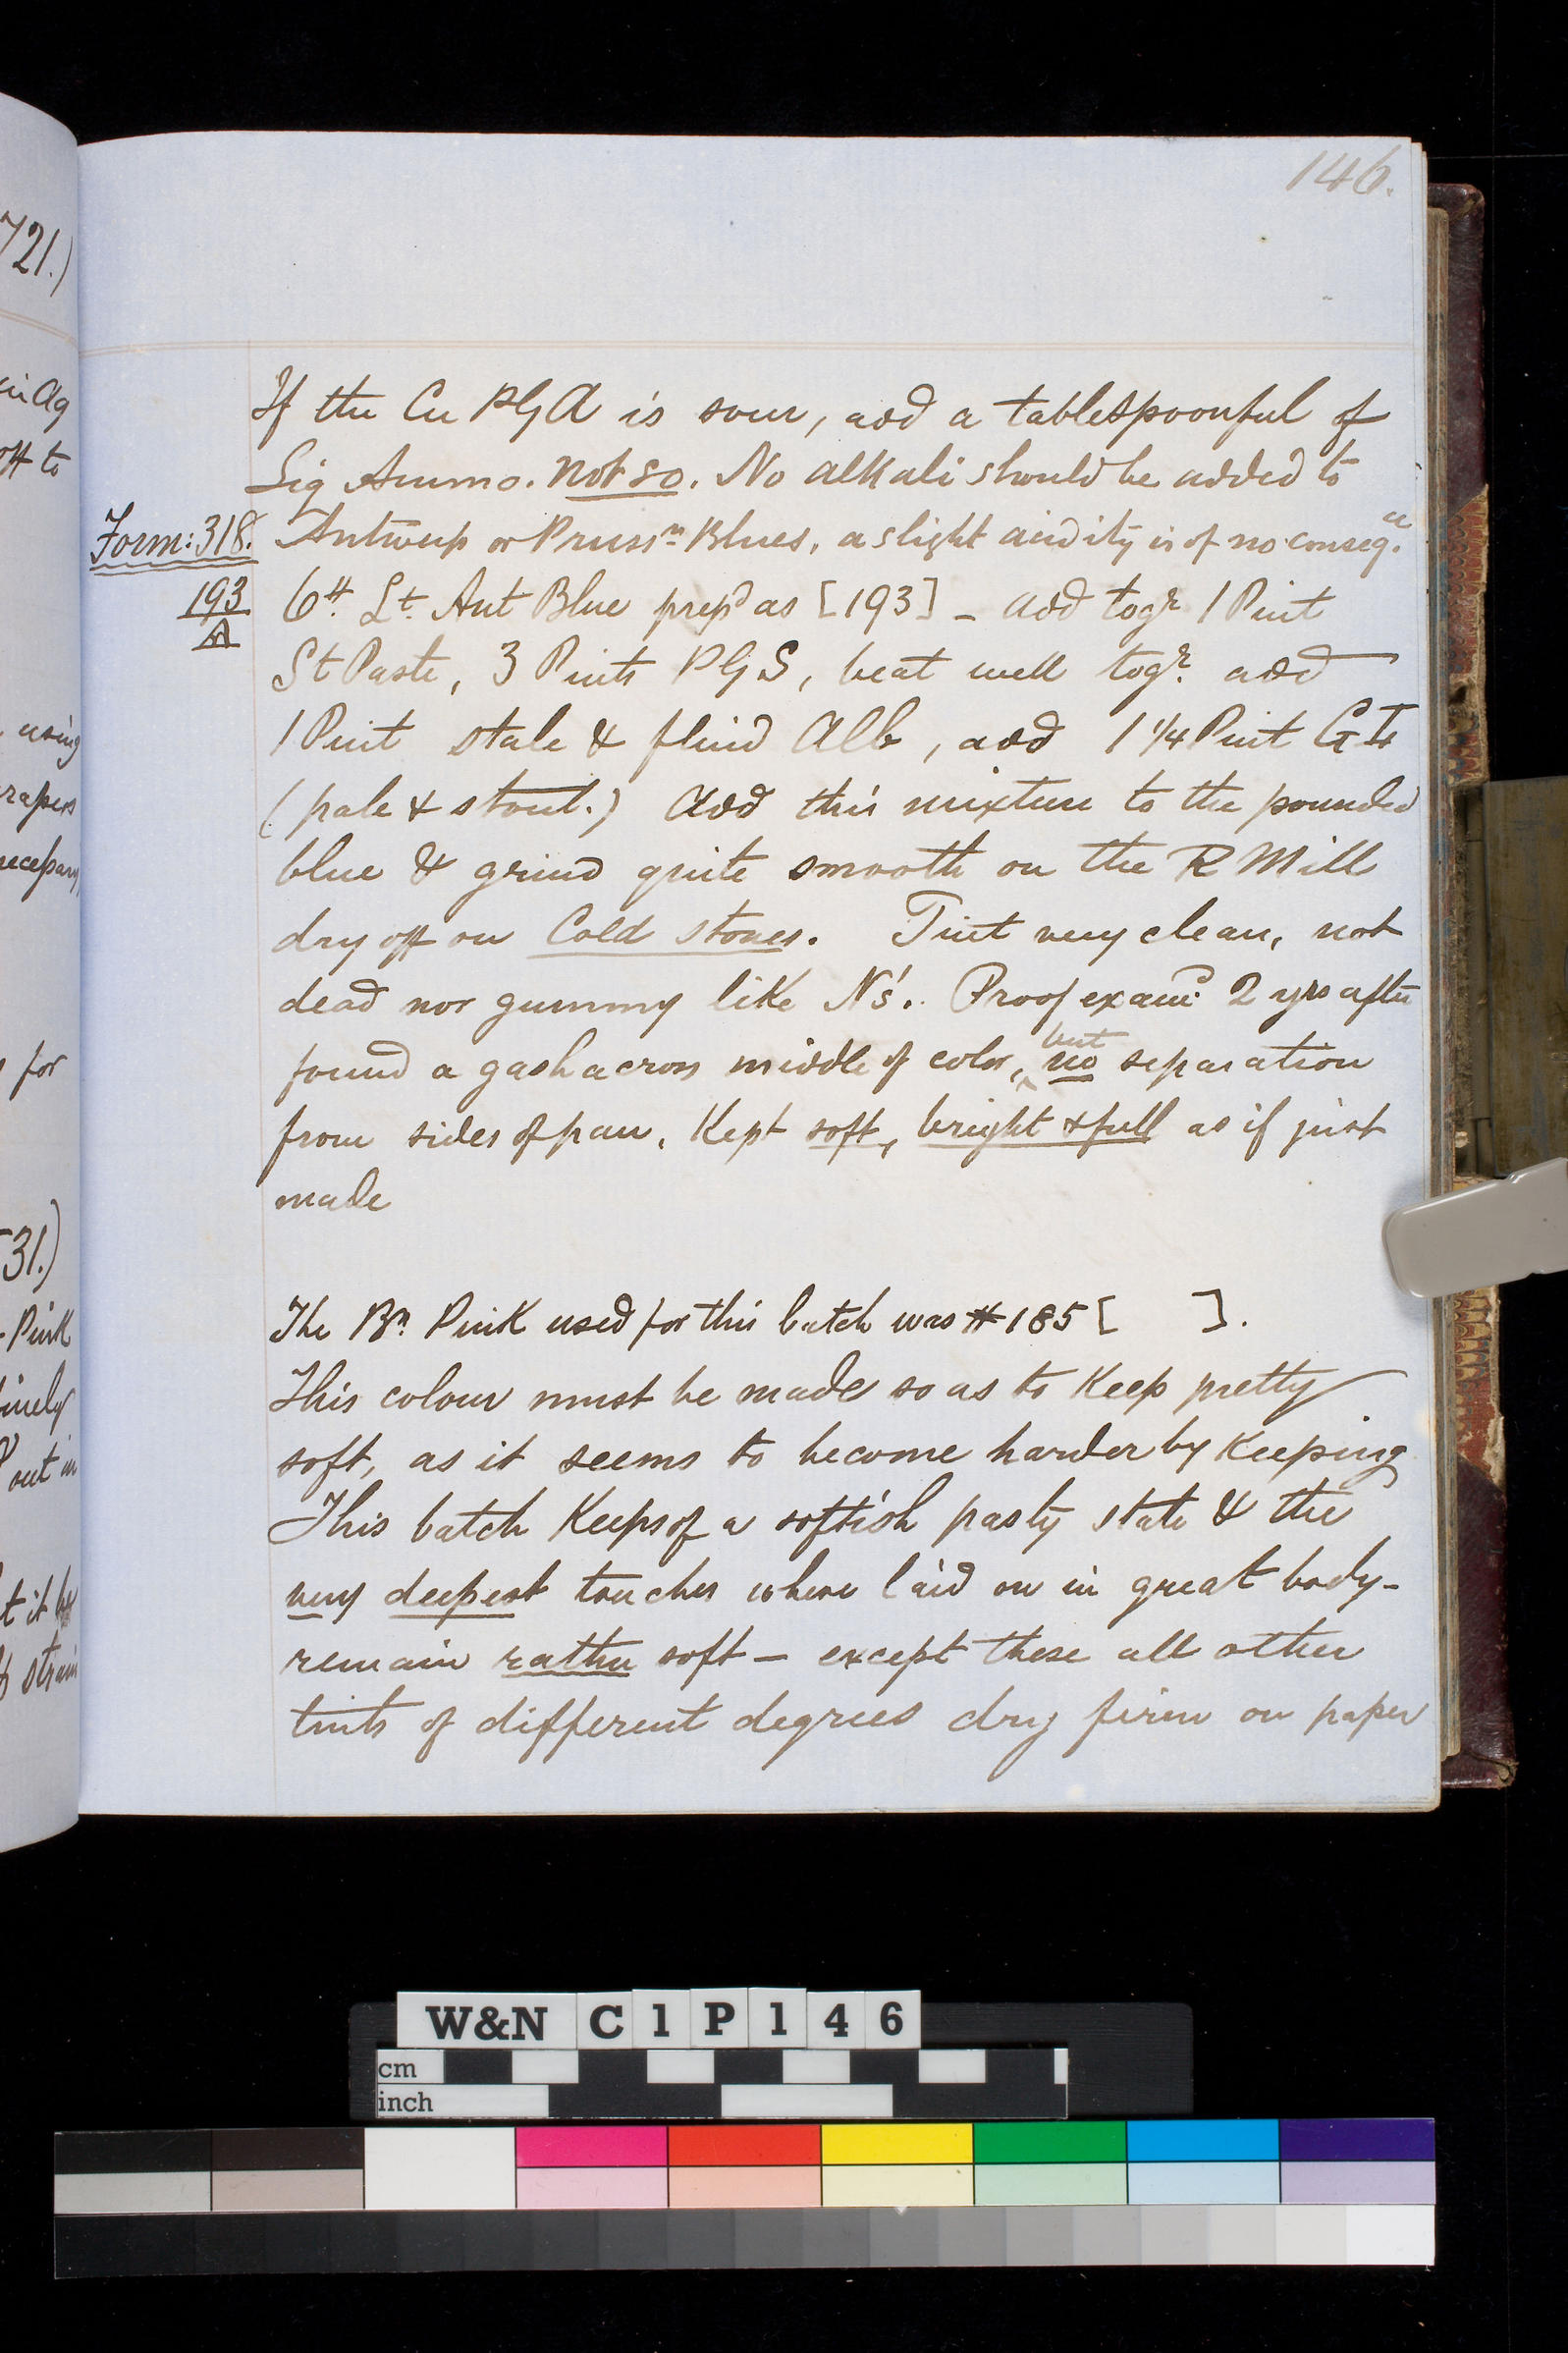 146.
721.)
in Ag
to
using
rapers
necessary
for
31.)
Pink
finely
out in
t it be
strain
If the Cu PGA is sour, add a tablespoonful of
Liq Ammo. Not so. No alkali should be added to
Form: 318. Antwerp or Pruss.n Blues, a slight acidity is of no conseq.ce
193
A
6 lt. Ant Blue prepd as [193] – add togr 1 Pint
St Paste, 3 Pints PGS, beat well togr. add
1 Pint stale & fluid Alb, add 1 1/4 Pint GT
(pale & stout.) Add this mixture to the pounded
blue & grind quite smooth on the R Mill
dry off on Cold stones. Tint very clean, not
dead nor gummy like N's. Proof examd 2 yrs after
found a gash across middle of color, but no separation
from sides of pan. Kept soft, bright & full as if just
made
The Bn Pink used for this batch was # 185 [ ].
This colour must be made so as to keep pretty
soft, as it seems to become harder by keeping
This batch keeps of a softish pasty state & the
very deepest touches where laid on in great body –
remain rather soft – except these all other
tints of different degrees dry firm on paper
W&N C1P146
cm
inch